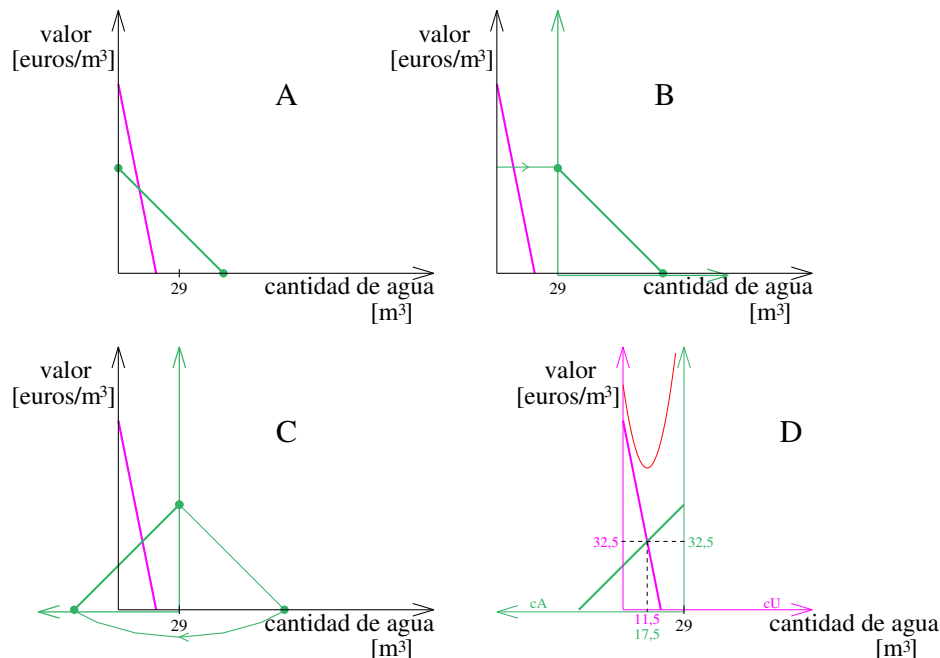 valor
[euros/m³]
A
29
cantidad de agua
[m³]
valor
[euros/m³]
B
29
cantidad de agua
[m³]
valor
[euros/m³]
C
29
cantidad de agua
[m³]
valor
[euros/m³]
D
32,5
32,5
cA
cU
11,5
17,5
29
cantidad de agua
[m³]